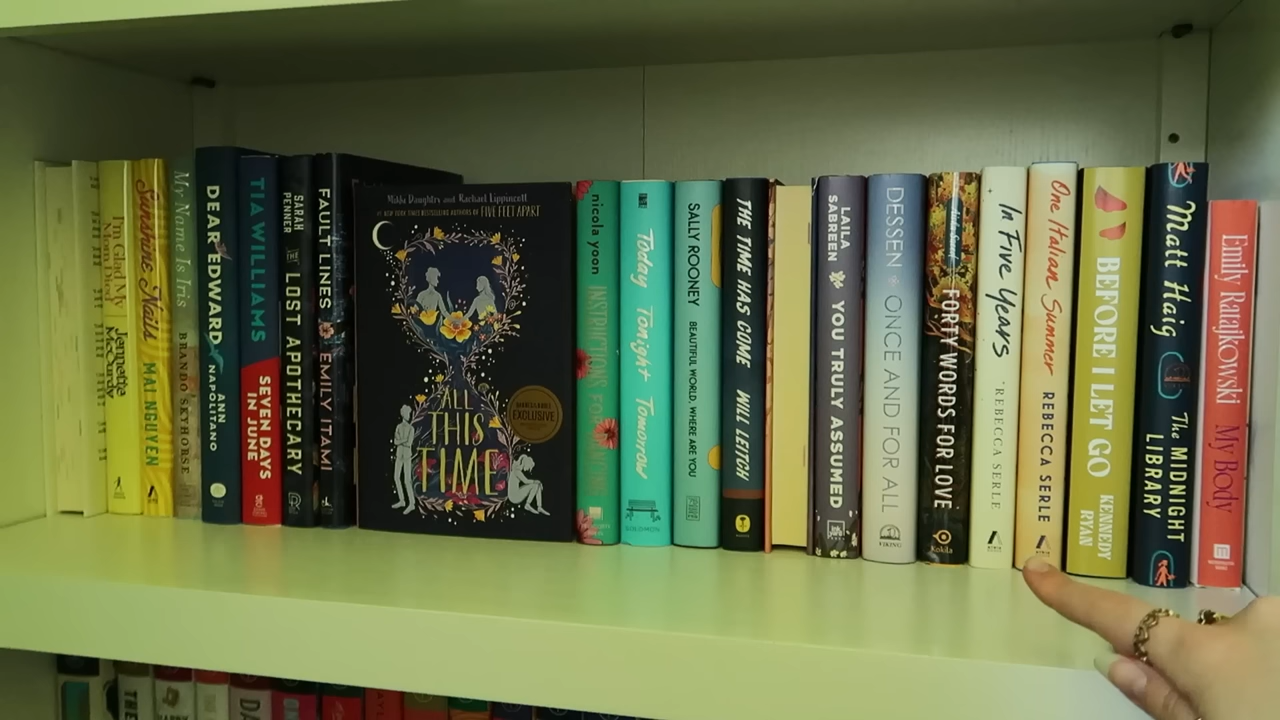 I'm Glad My
Mom Died
Jennette
McCurdy
Sunshine Nails
MAI NGUYEN
My Name Is Iris
BRANDO SKYHORSE
DEAR EDWARD
ANN
NAPOLITANO
TIA WILLIAMS
SEVEN DAYS
IN JUNE
SARAH
PENNER
THE LOST APOTHECARY
FAULT LINES
EMILY ITAMI
Mikki Daughtry and Rachael Lippincott
#1 NEW YORK TIMES BESTSELLING AUTHORS OF FIVE FEET APART
ALL
THIS
TIME
EXCLUSIVE
nicola yoon
INSTRUCTIONS FOR DANCING
Today Tonight Tomorrow
SALLY ROONEY
BEAUTIFUL WORLD, WHERE ARE YOU
THE TIME HAS COME
WILL LEITCH
LAILA
SABREEN
YOU TRULY ASSUMED
DESSEN
ONCE AND FOR ALL
VIKING
FORTY WORDS FOR LOVE
Kokila
In Five Years
REBECCA SERLE
One Italian Summer
REBECCA SERLE
BEFORE I LET GO
KENNEDY
RYAN
Matt Haig
The MIDNIGHT
LIBRARY
Emily Ratajkowski
My Body
THE
DA